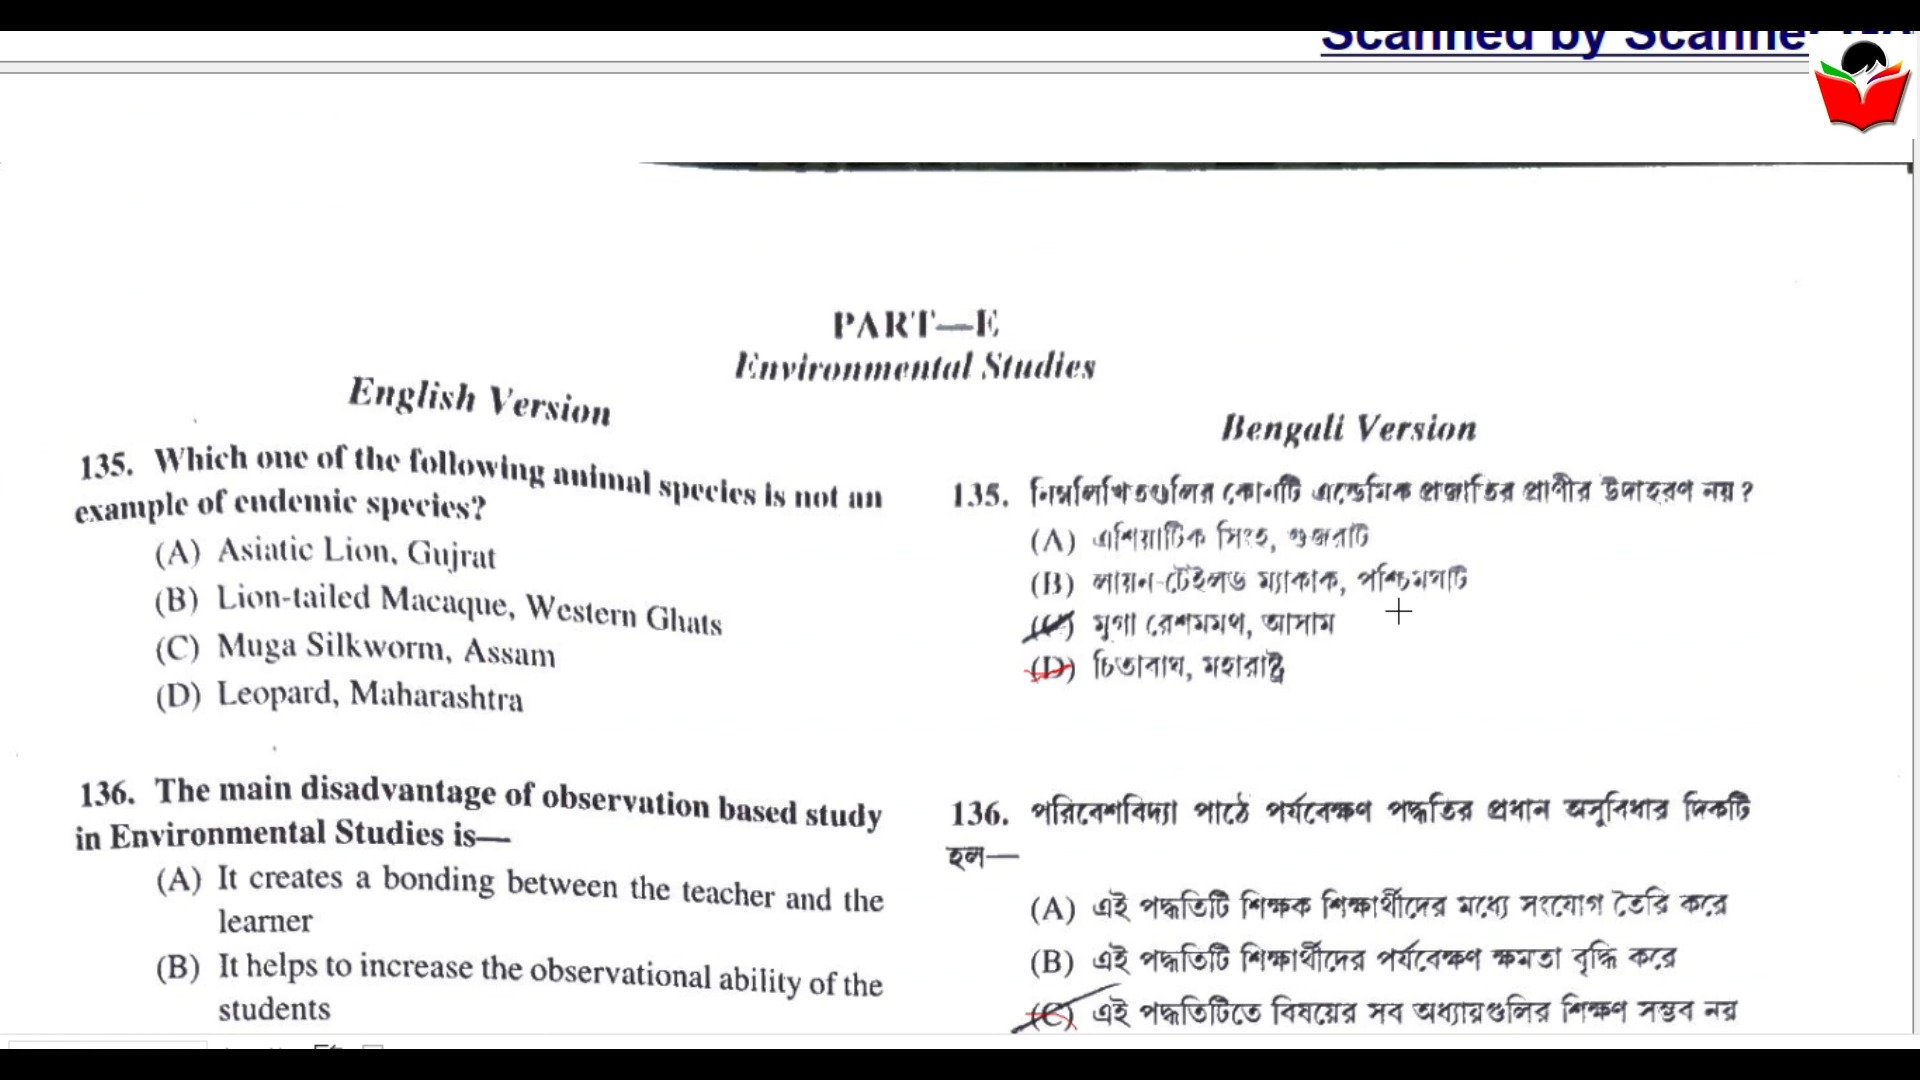 Scanned by Scanne
PART—E
Environmental Studies
English Version
135. Which one of the following animal species is not an
example of endemic species?
(A) Asiatic Lion, Gujrat
(B) Lion-tailed Macaque, Western Ghats
(C) Muga Silkworm, Assam
(D) Leopard, Maharashtra
136. The main disadvantage of observation based study
in Environmental Studies is—
(A) It creates a bonding between the teacher and the
learner
(B) It helps to increase the observational ability of the
students
Bengali Version
135. নিম্নলিখিতগুলির কোনটি এন্ডেমিক প্রজাতির প্রাণীর উদাহরণ নয়?
(A) এশিয়াটিক সিংহ, গুজরাট
(B) লায়ন-টেইলড ম্যাকাক, পশ্চিমঘাট
(C) মুগা রেশমমথ, আসাম
(D) চিতাবাঘ, মহারাষ্ট্র
136. পরিবেশবিদ্যা পাঠে পর্যবেক্ষণ পদ্ধতির প্রধান অসুবিধার দিকটি
হল—
(A) এই পদ্ধতিটি শিক্ষক শিক্ষার্থীদের মধ্যে সংযোগ তৈরি করে
(B) এই পদ্ধতিটি শিক্ষার্থীদের পর্যবেক্ষণ ক্ষমতা বৃদ্ধি করে
(C) এই পদ্ধতিটিতে বিষয়ের সব অধ্যায়গুলির শিক্ষণ সম্ভব নয়